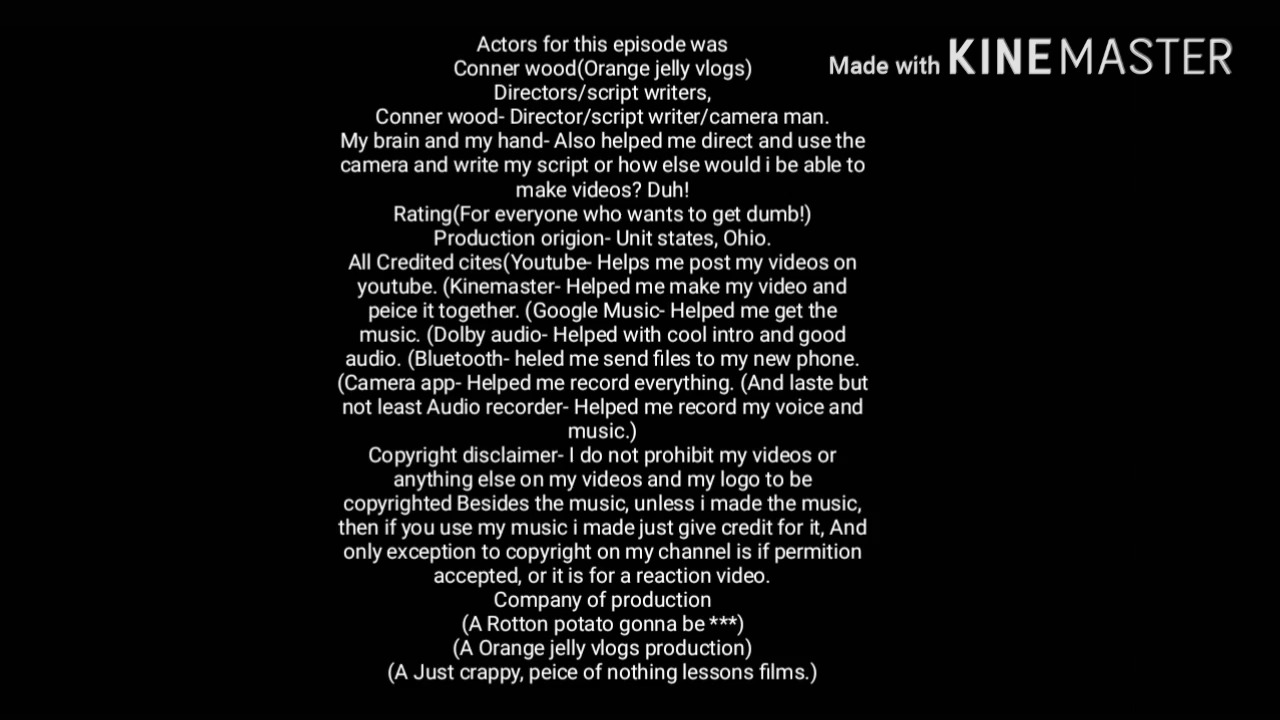 Actors for this episode was
Conner wood(Orange jelly vlogs)
Made with KINEMASTER
Directors/script writers,
Conner wood- Director/script writer/camera man.
My brain and my hand- Also helped me direct and use the
camera and write my script or how else would i be able to
make videos? Duh!
Rating(For everyone who wants to get dumb!)
Production origion- Unit states, Ohio.
All Credited cites(Youtube- Helps me post my videos on
youtube. (Kinemaster- Helped me make my video and
peice it together. (Google Music- Helped me get the
music. (Dolby audio- Helped with cool intro and good
audio. (Bluetooth- heled me send files to my new phone.
(Camera app- Helped me record everything. (And laste but
not least Audio recorder- Helped me record my voice and
music.)
Copyright disclaimer- I do not prohibit my videos or
anything else on my videos and my logo to be
copyrighted Besides the music, unless i made the music,
then if you use my music i made just give credit for it, And
only exception to copyright on my channel is if permition
accepted, or it is for a reaction video.
Company of production
(A Rotton potato gonna be ***)
(A Orange jelly vlogs production)
(A Just crappy, peice of nothing lessons films.)